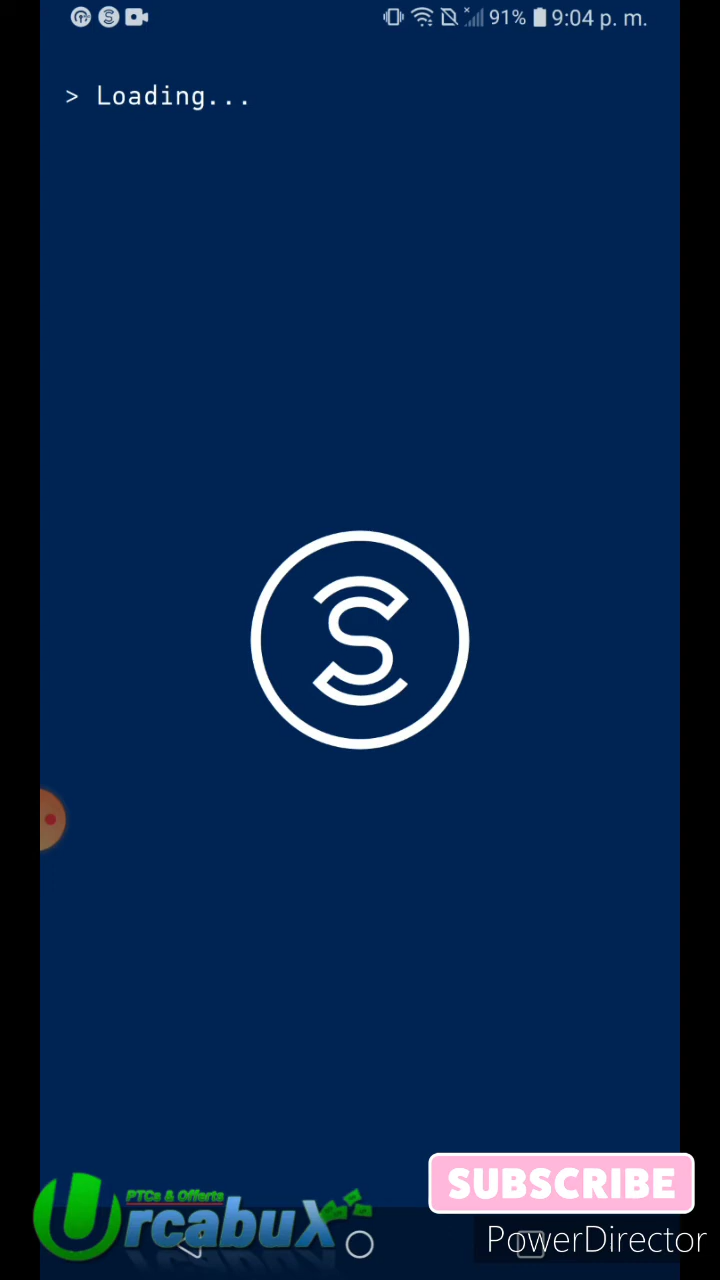 91% 9:04 p. m.
> Loading...
S
SUBSCRIBE
PTCs & Offerts
UrcabuX
PowerDirector